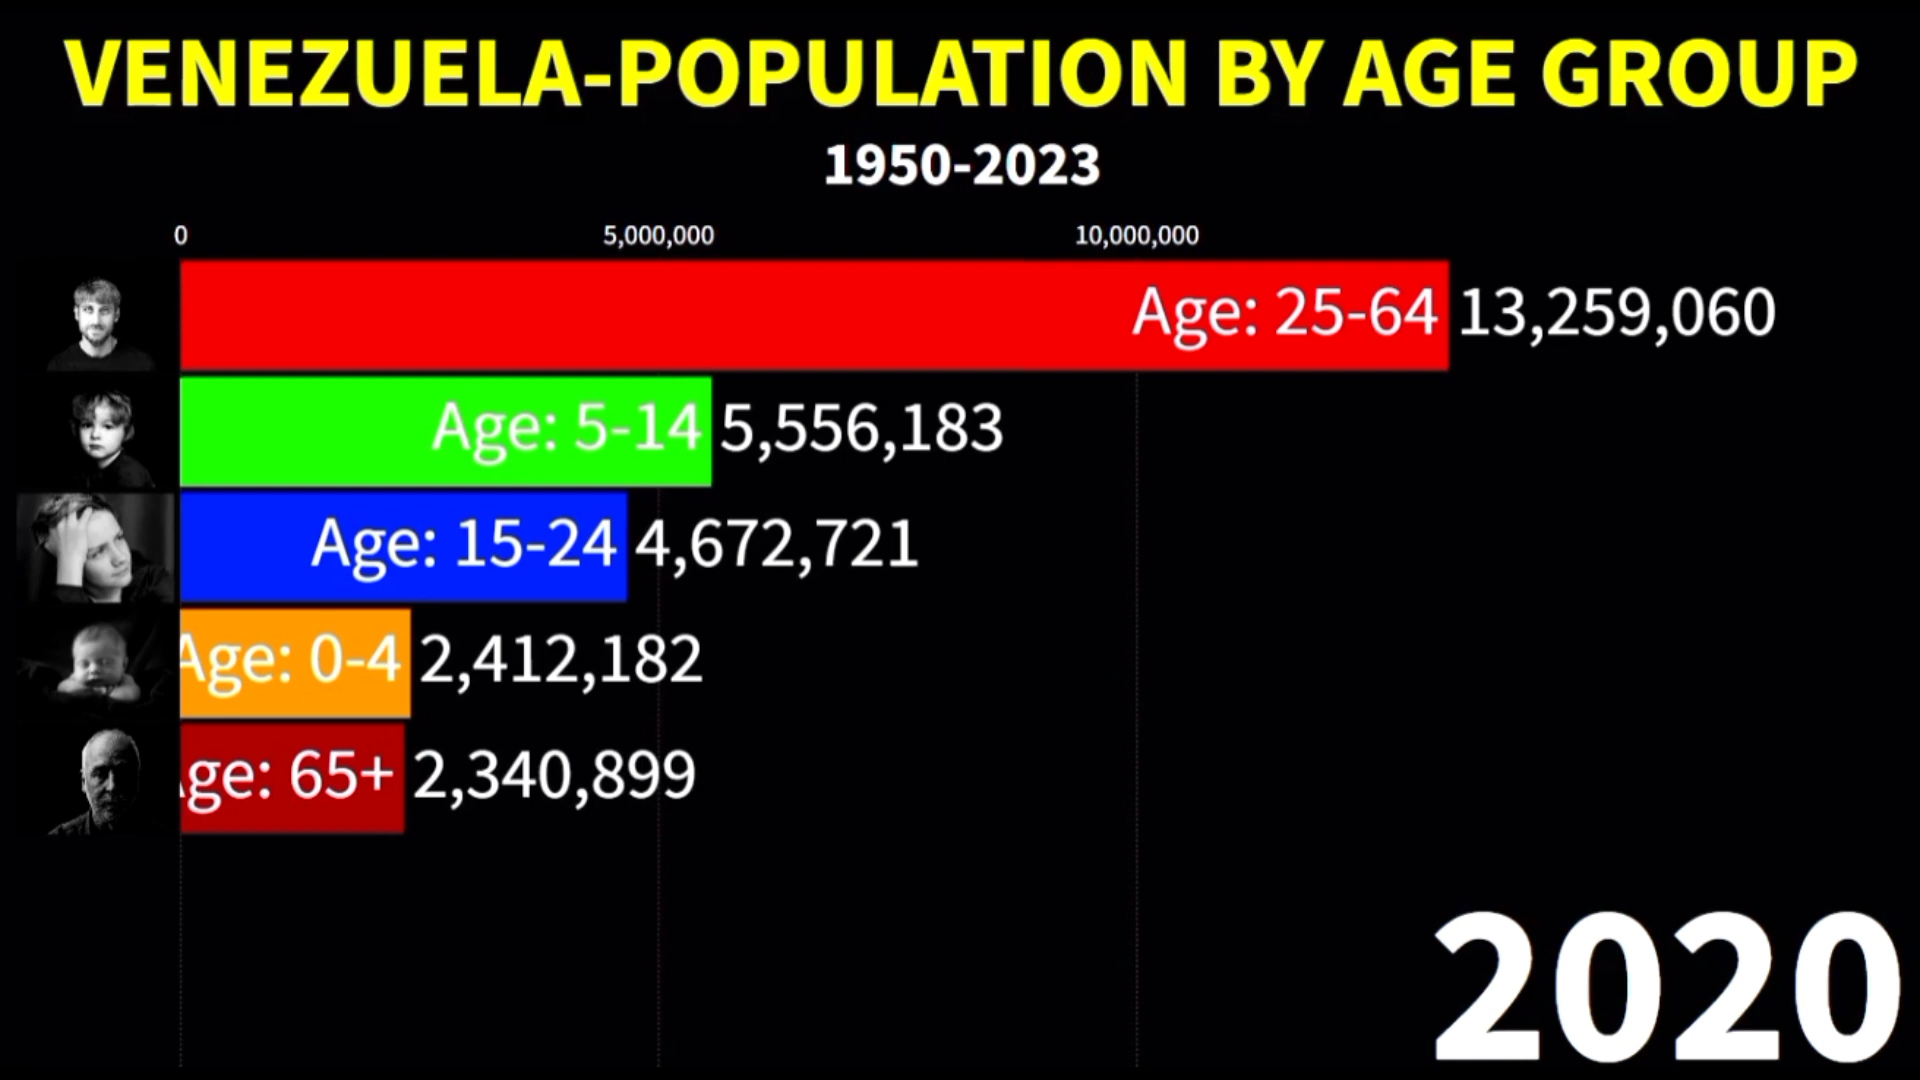 VENEZUELA-POPULATION BY AGE GROUP
1950-2023
0 5,000,000 10,000,000
Age: 25-64 13,259,060
Age: 5-14 5,556,183
Age: 15-24 4,672,721
Age: 0-4 2,412,182
ge: 65+ 2,340,899
2020